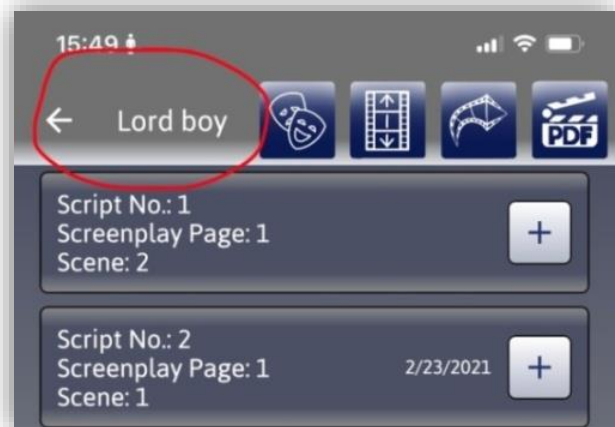 15:49
← Lord boy
PDF
Script No.: 1
Screenplay Page: 1
Scene: 2
+
Script No.: 2
Screenplay Page: 1
2/23/2021
Scene: 1
+